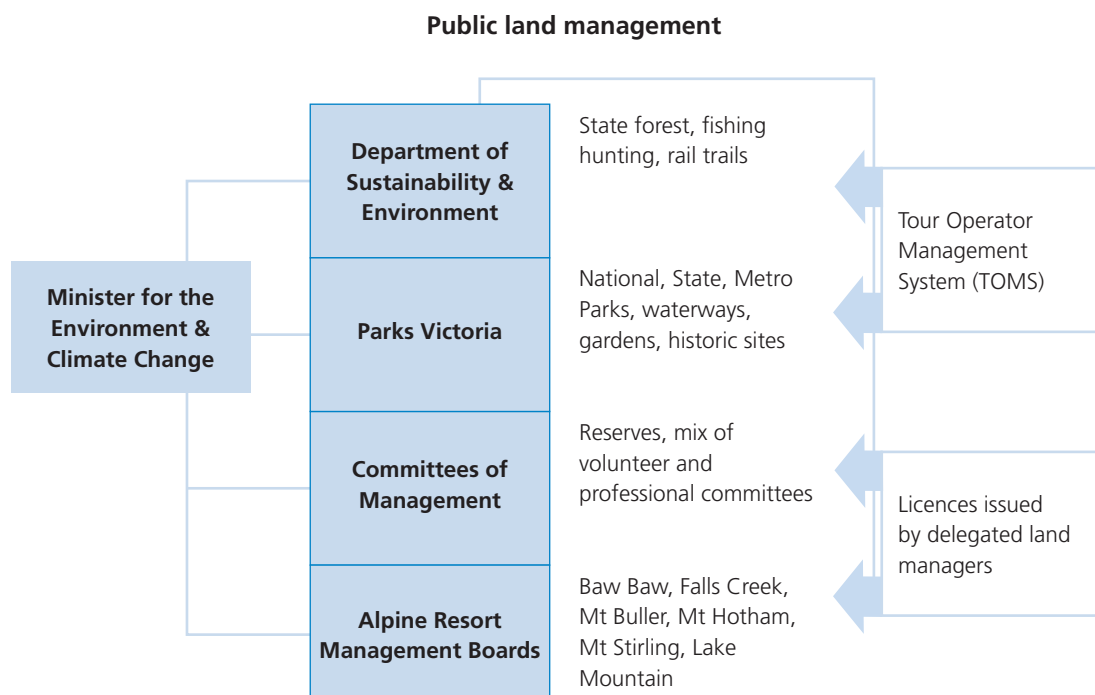 Public land management
Minister for the
Environment &
Climate Change
Department of
Sustainability &
Environment
State forest, fishing
hunting, rail trails
Parks Victoria
National, State, Metro
Parks, waterways,
gardens, historic sites
Tour Operator
Management
System (TOMS)
Committees of
Management
Reserves, mix of
volunteer and
professional committees
Alpine Resort
Management Boards
Baw Baw, Falls Creek,
Mt Buller, Mt Hotham,
Mt Stirling, Lake
Mountain
Licences issued
by delegated land
managers